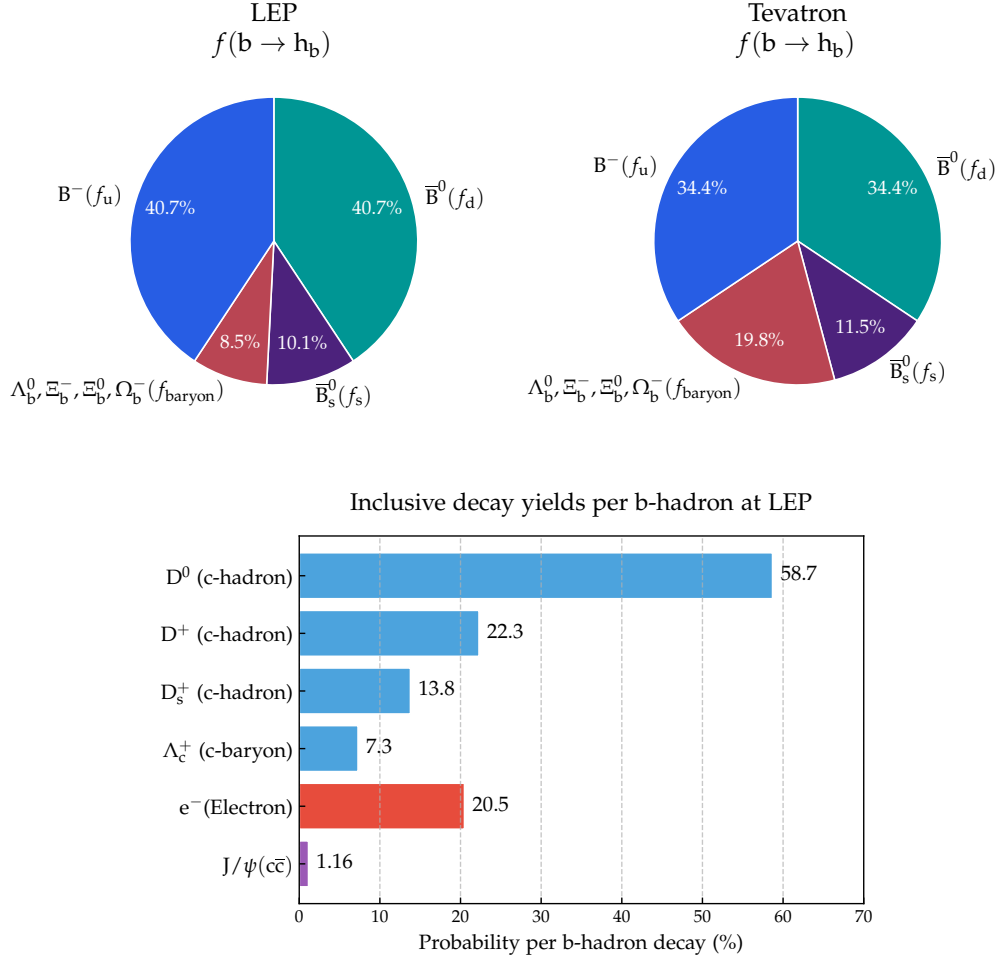 LEP
f(b → h_b)
B⁻(f_u)
40.7%
40.7%
B̅⁰(f_d)
8.5%
10.1%
Λ_b⁰, Ξ_b⁻, Ξ_b⁰, Ω_b⁻(f_baryon)
B̅_s⁰(f_s)
Tevatron
f(b → h_b)
B⁻(f_u)
34.4%
34.4%
B̅⁰(f_d)
19.8%
11.5%
Λ_b⁰, Ξ_b⁻, Ξ_b⁰, Ω_b⁻(f_baryon)
B̅_s⁰(f_s)
Inclusive decay yields per b-hadron at LEP
D⁰ (c-hadron) 58.7
D⁺ (c-hadron) 22.3
D_s⁺ (c-hadron) 13.8
Λ_c⁺ (c-baryon) 7.3
e⁻(Electron) 20.5
J/ψ(cc̅) 1.16
0 10 20 30 40 50 60 70
Probability per b-hadron decay (%)